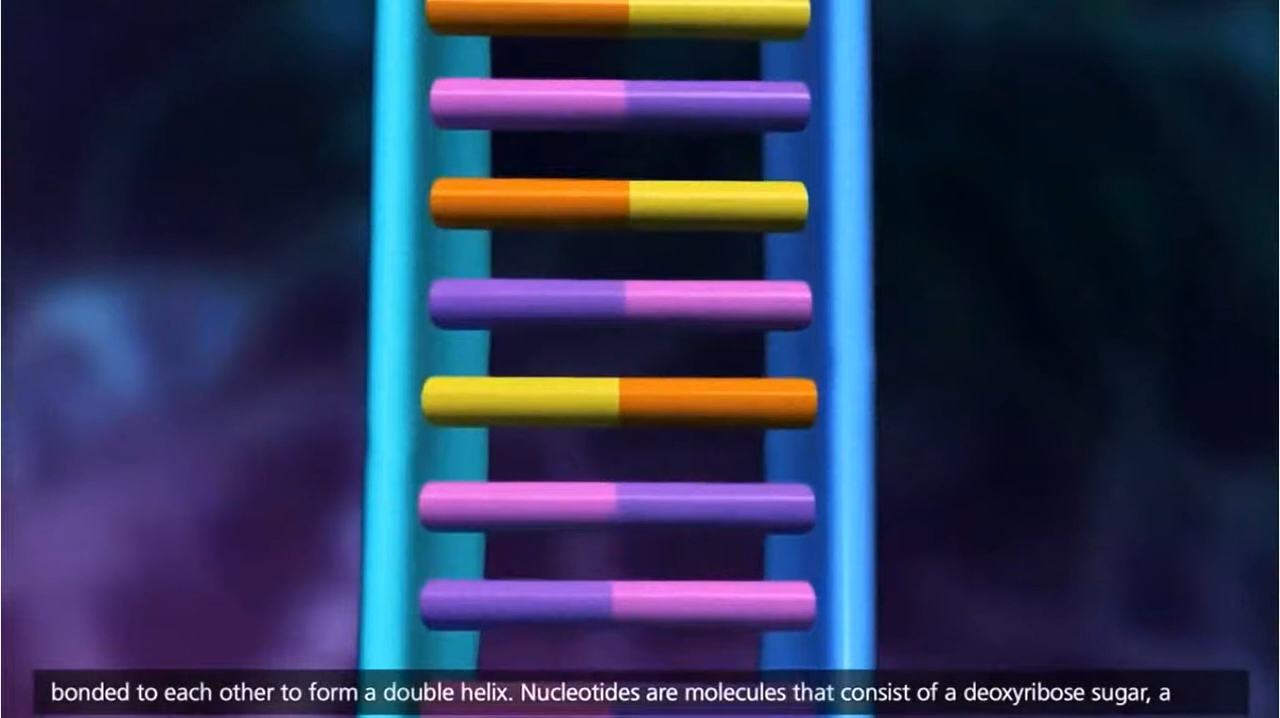 bonded to each other to form a double helix. Nucleotides are molecules that consist of a deoxyribose sugar, a